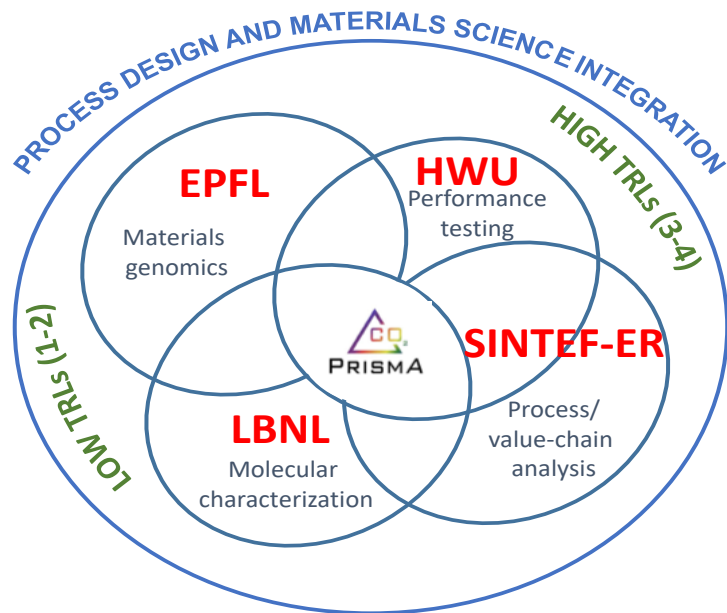 PROCESS DESIGN AND MATERIALS SCIENCE INTEGRATION
HIGH TRLs (3-4)
EPFL
Materials
genomics
HWU
Performance
testing
CO2
PRISMA
SINTEF-ER
Process/
value-chain
analysis
LOW TRLs (1-2)
LBNL
Molecular
characterization